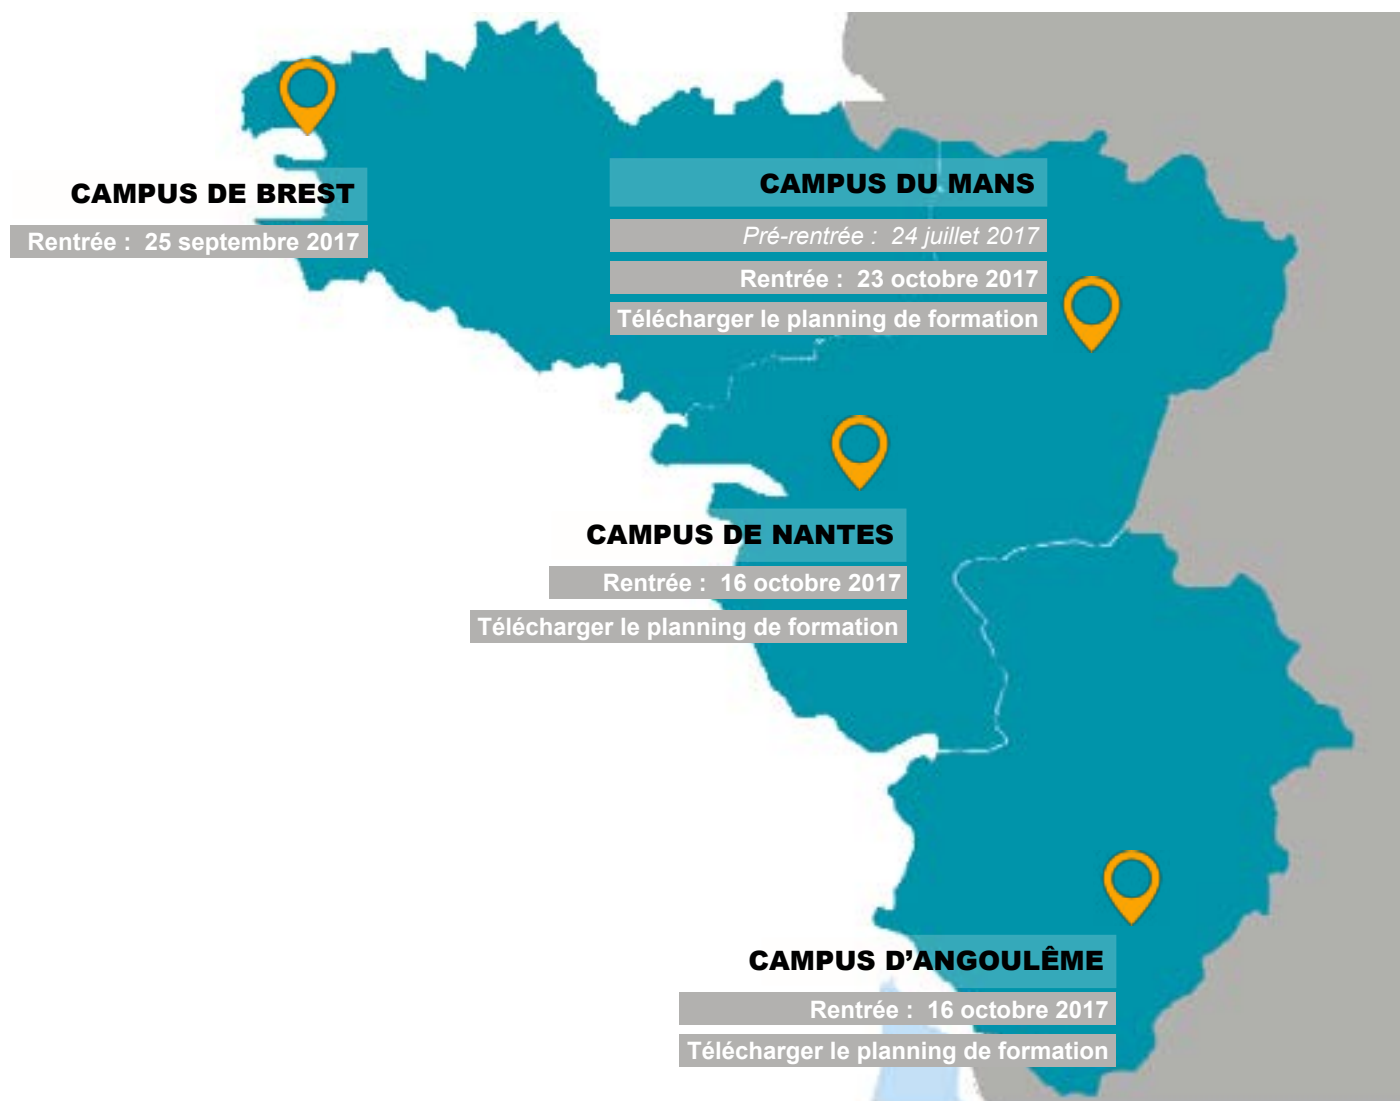 CAMPUS DE BREST
Rentrée : 25 septembre 2017
CAMPUS DU MANS
Pré-rentrée : 24 juillet 2017
Rentrée : 23 octobre 2017
Télécharger le planning de formation
CAMPUS DE NANTES
Rentrée : 16 octobre 2017
Télécharger le planning de formation
CAMPUS D’ANGOULÊME
Rentrée : 16 octobre 2017
Télécharger le planning de formation